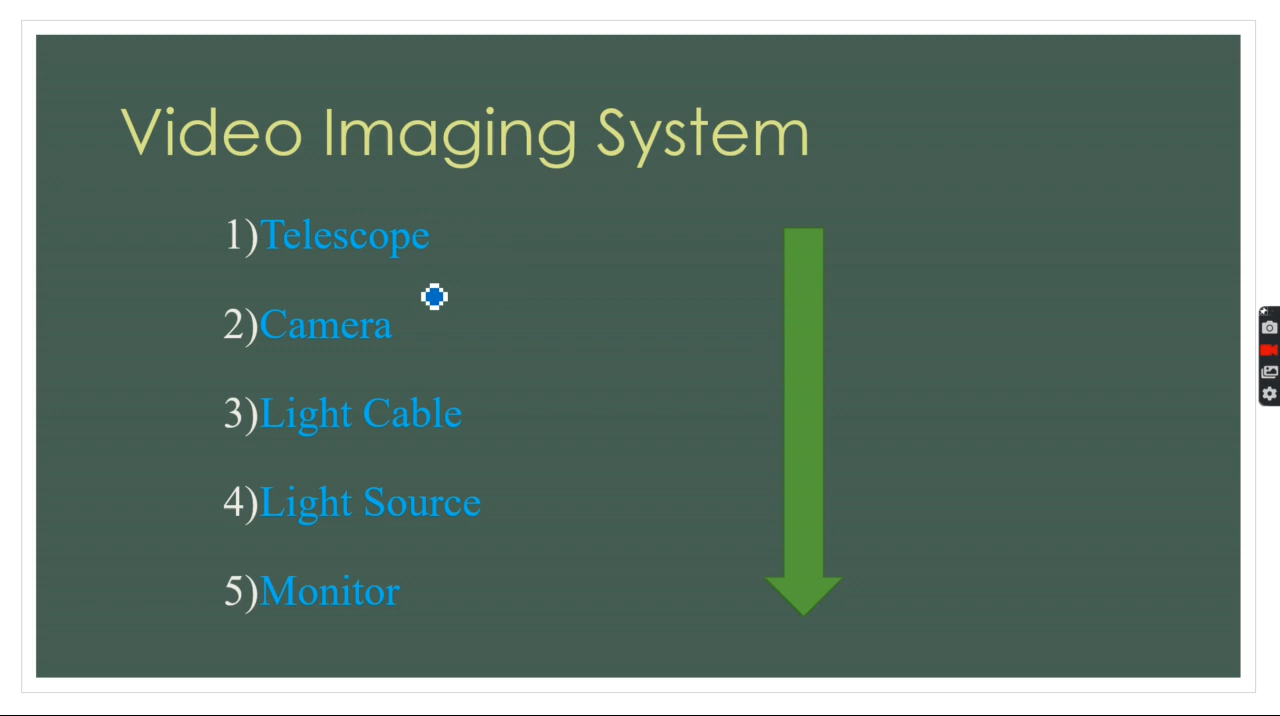 Video Imaging System
1)Telescope
2)Camera
3)Light Cable
4)Light Source
5)Monitor